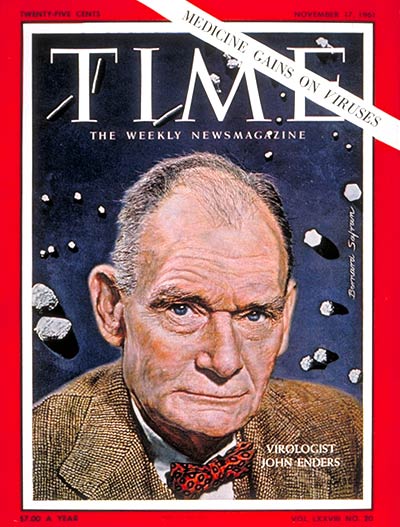 TWENTY-FIVE CENTS
NOVEMBER 17, 1961
MEDICINE GAINS ON VIRUSES
TIME
THE WEEKLY NEWSMAGAZINE
Bernard Safran
VIROLOGIST
JOHN ENDERS
$7.00 A YEAR
VOL. LXXVIII NO. 20